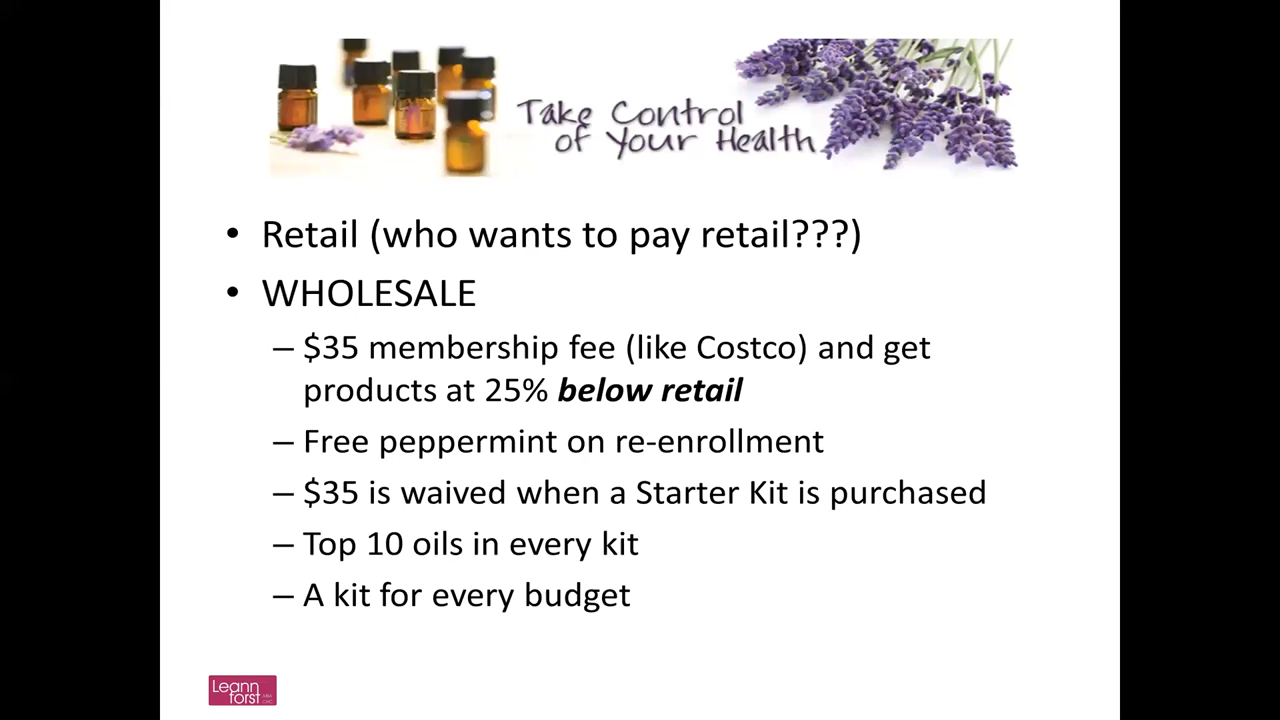 Take Control
of Your Health
• Retail (who wants to pay retail???)
• WHOLESALE
– $35 membership fee (like Costco) and get
products at 25% below retail
– Free peppermint on re-enrollment
– $35 is waived when a Starter Kit is purchased
– Top 10 oils in every kit
– A kit for every budget
Leann
forst